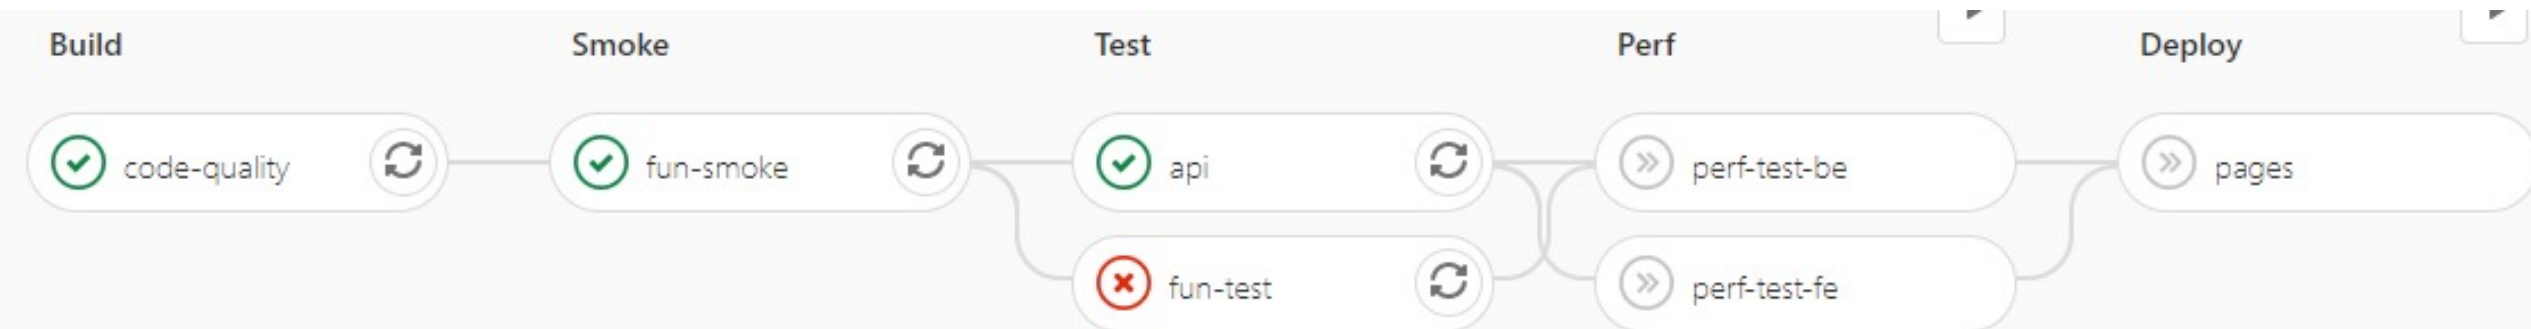 Build Smoke Test Perf Deploy
code-quality fun-smoke api perf-test-be pages
fun-test perf-test-fe